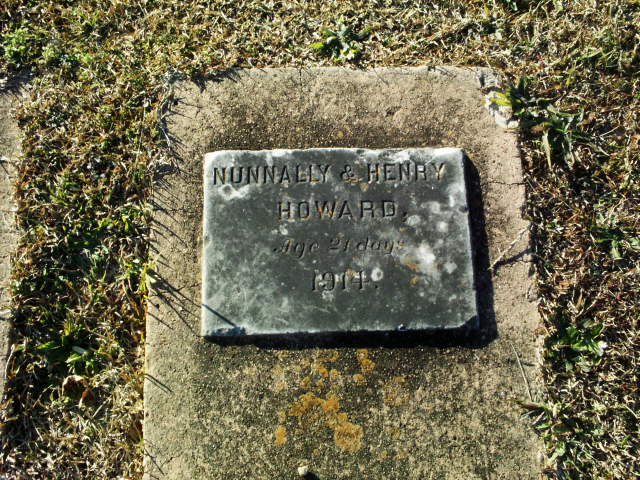 NUNNALLY & HENRY
HOWARD,
Age 21 days
1914.